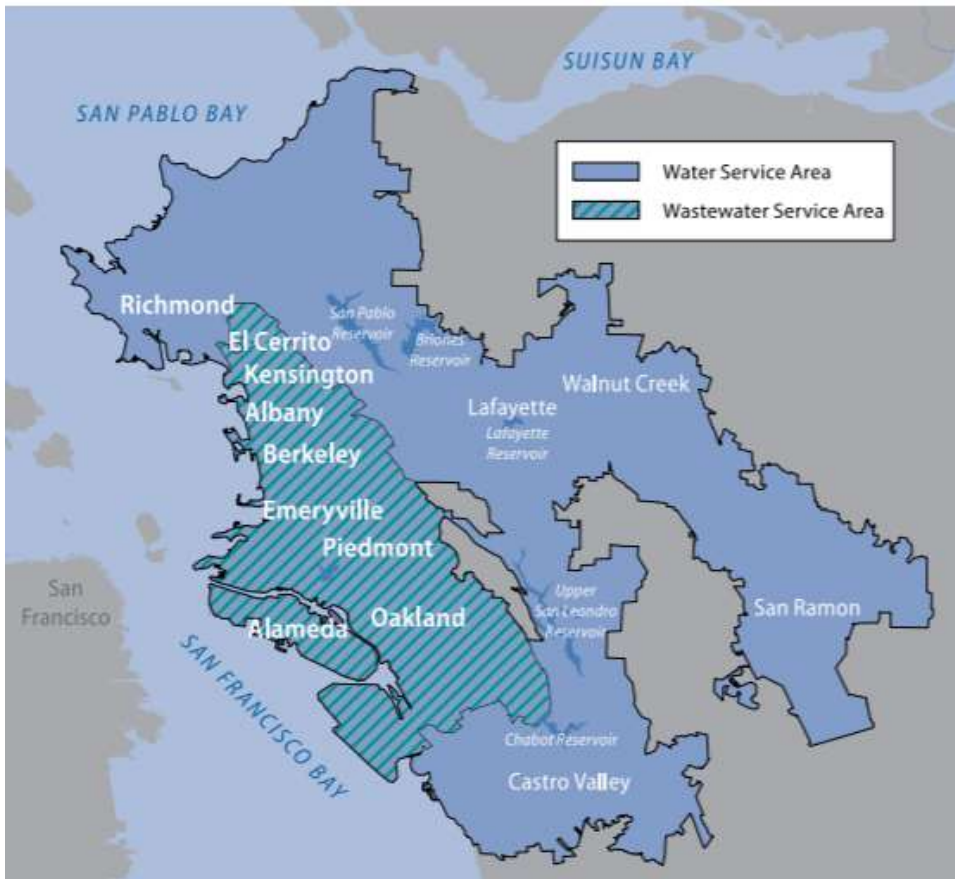 SUISUN BAY
SAN PABLO BAY
Water Service Area
Wastewater Service Area
Richmond
San Pablo
Reservoir
El Cerrito
Briones
Reservoir
Kensington
Walnut Creek
Albany
Lafayette
Lafayette
Reservoir
Berkeley
Emeryville
Piedmont
San
Francisco
Upper
San Leandro
Reservoir
San Ramon
Oakland
Alameda
SAN FRANCISCO BAY
Chabot Reservoir
Castro Valley